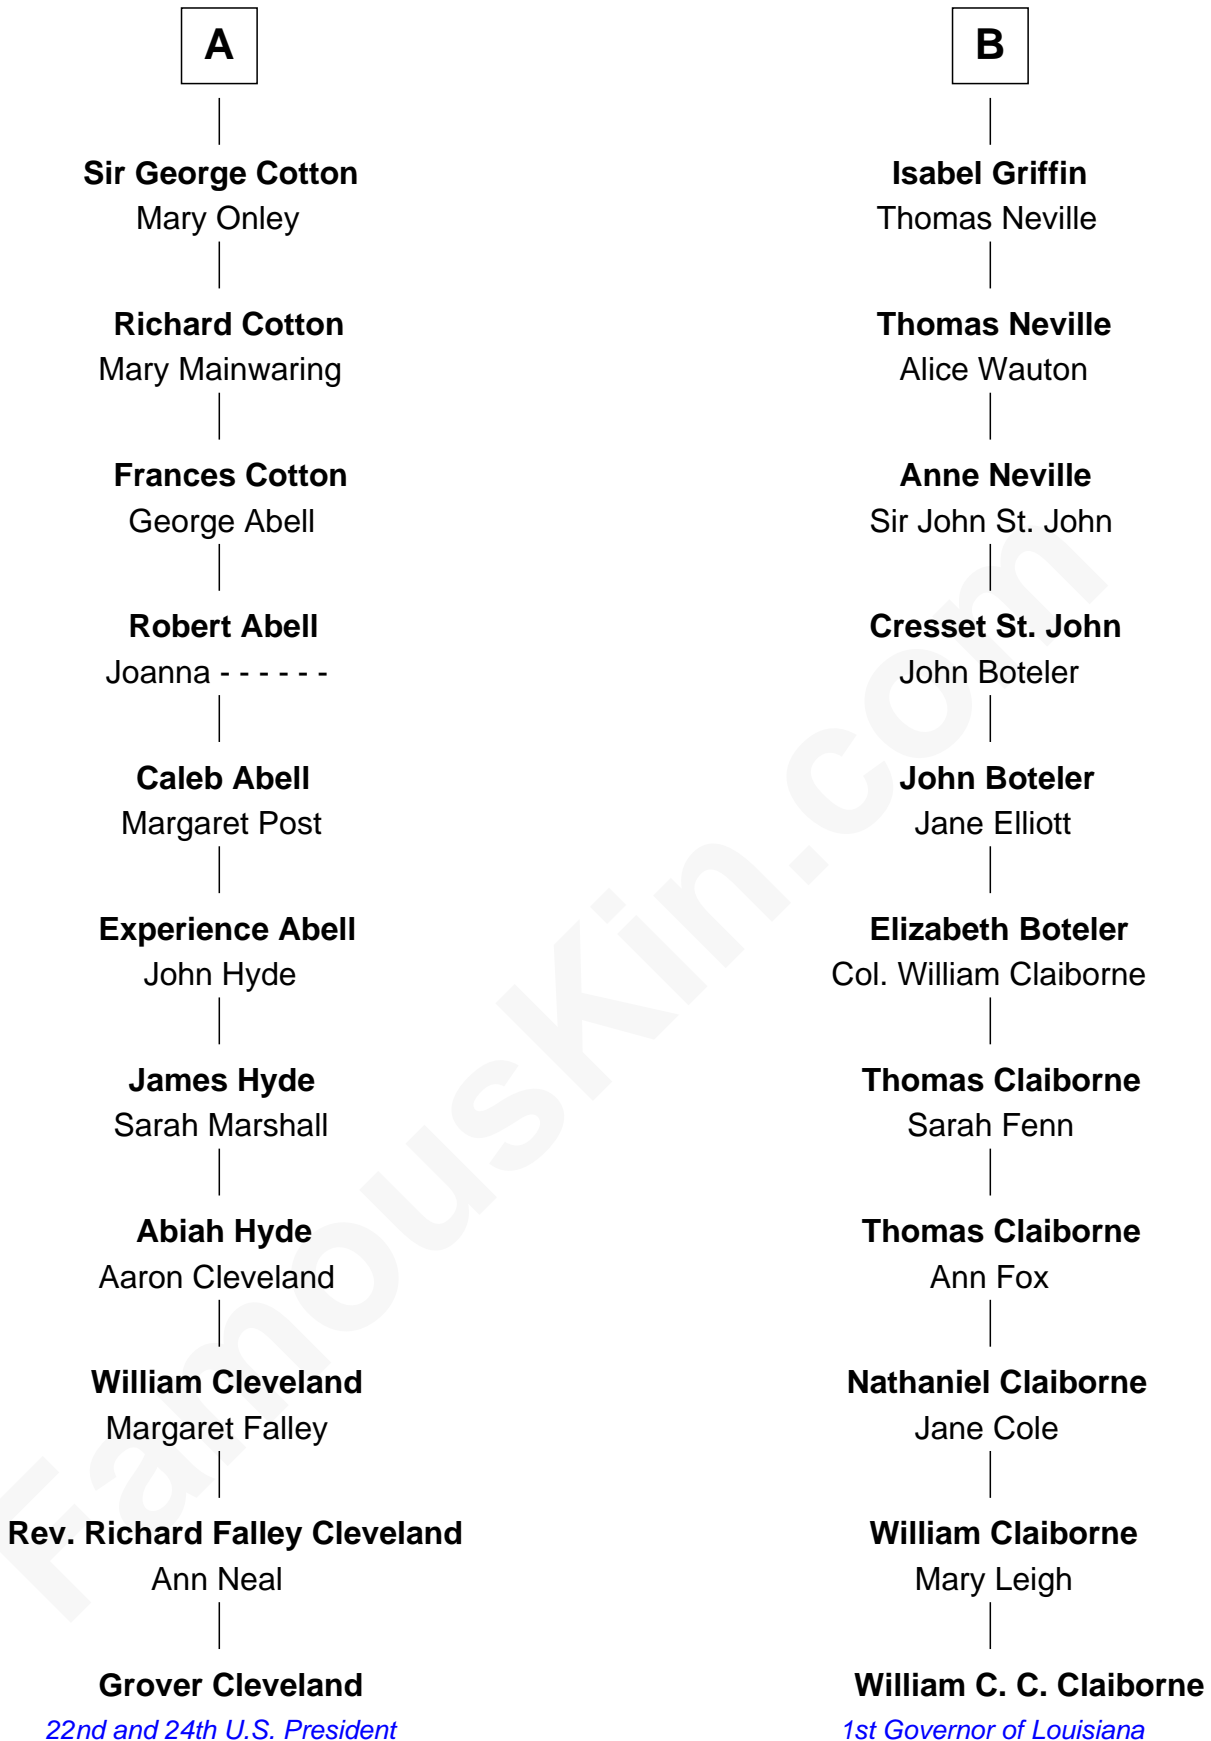 A
Sir George Cotton
Mary Onley
Richard Cotton
Mary Mainwaring
Frances Cotton
George Abell
Robert Abell
Joanna - - - - - -
Caleb Abell
Margaret Post
Experience Abell
John Hyde
James Hyde
Sarah Marshall
Abiah Hyde
Aaron Cleveland
William Cleveland
Margaret Falley
Rev. Richard Falley Cleveland
Ann Neal
Grover Cleveland
22nd and 24th U.S. President
B
Isabel Griffin
Thomas Neville
Thomas Neville
Alice Wauton
Anne Neville
Sir John St. John
Cresset St. John
John Boteler
John Boteler
Jane Elliott
Elizabeth Boteler
Col. William Claiborne
Thomas Claiborne
Sarah Fenn
Thomas Claiborne
Ann Fox
Nathaniel Claiborne
Jane Cole
William Claiborne
Mary Leigh
William C. C. Claiborne
1st Governor of Louisiana
FamousKin.com